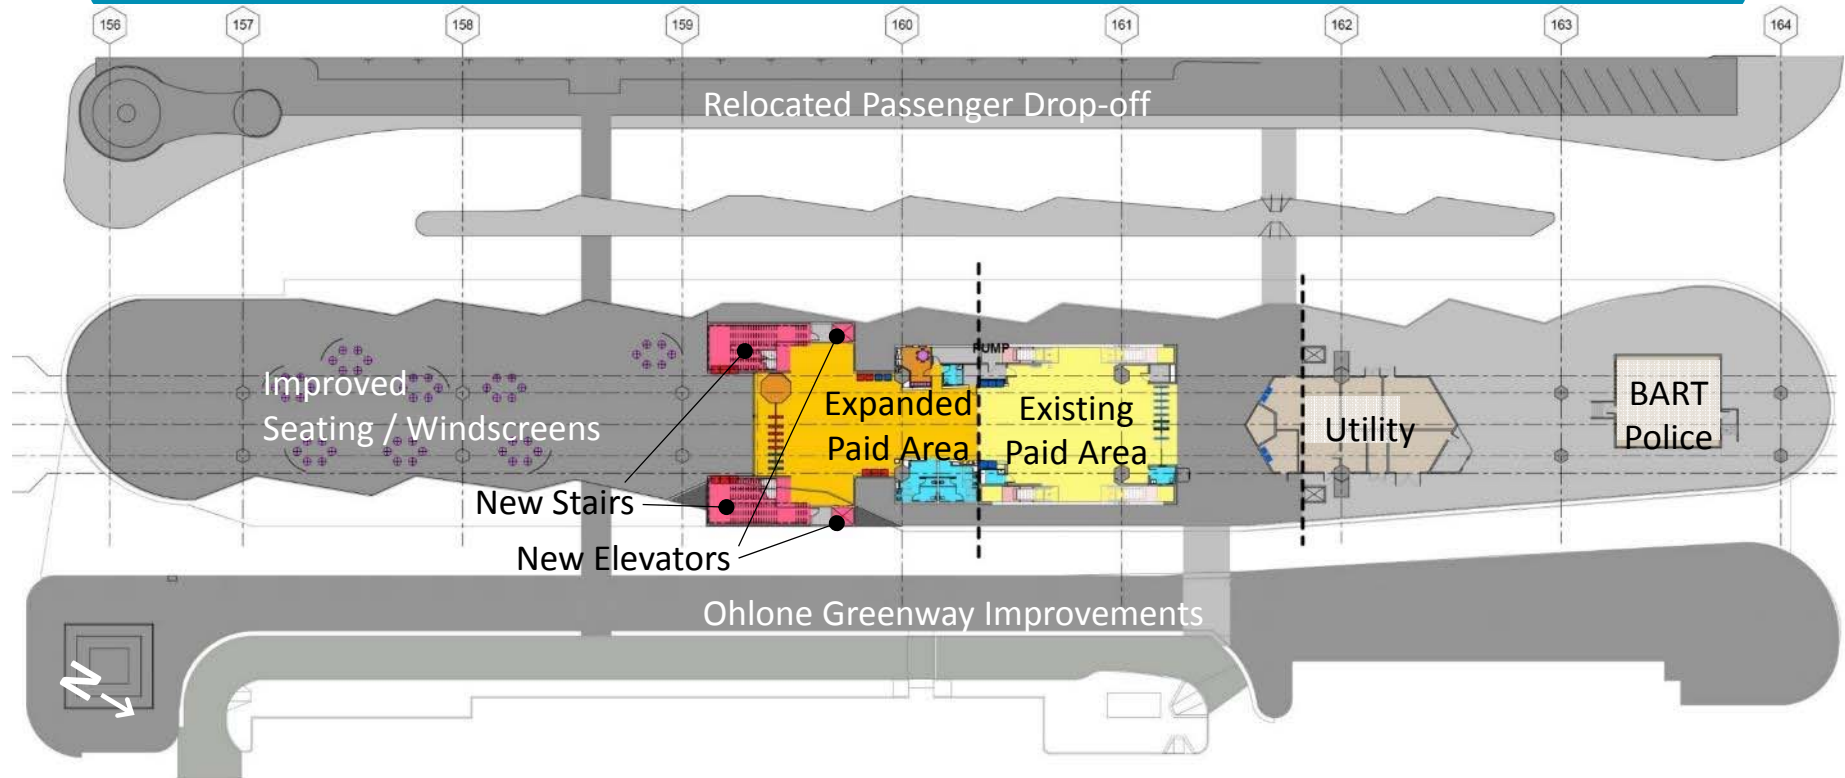 156
157
158
159
160
161
162
163
164
Relocated Passenger Drop-off
PUMP
Improved
Seating / Windscreens
Expanded
Paid Area
Existing
Paid Area
Utility
BART
Police
New Stairs
New Elevators
Ohlone Greenway Improvements
N